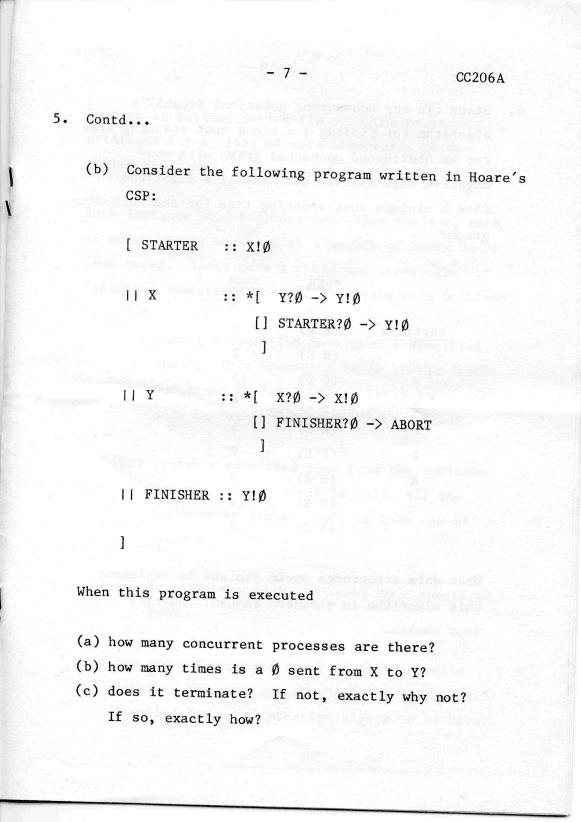 - 7 -
CC206A
5. Contd...
(b) Consider the following program written in Hoare's
CSP:
[ STARTER :: X!Ø
|| X :: *[ Y?Ø -> Y!Ø
[] STARTER?Ø -> Y!Ø
]
|| Y :: *[ X?Ø -> X!Ø
[] FINISHER?Ø -> ABORT
]
|| FINISHER :: Y!Ø
]
When this program is executed
(a) how many concurrent processes are there?
(b) how many times is a Ø sent from X to Y?
(c) does it terminate? If not, exactly why not?
If so, exactly how?